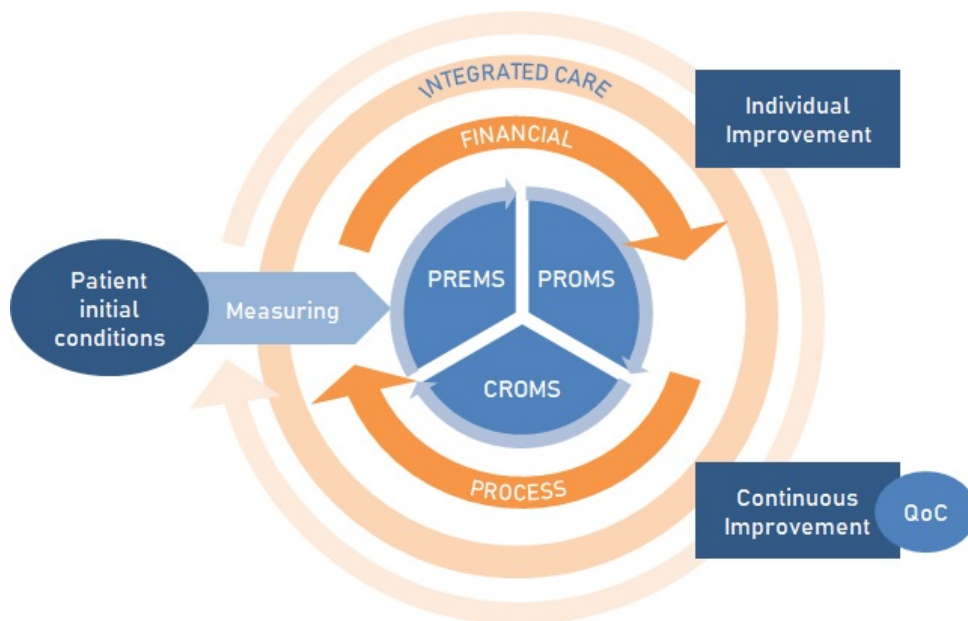 INTEGRATED CARE
FINANCIAL
Individual
Improvement
Patient
initial
conditions
Measuring
PREMS
PROMS
CROMS
PROCESS
Continuous
Improvement
QoC